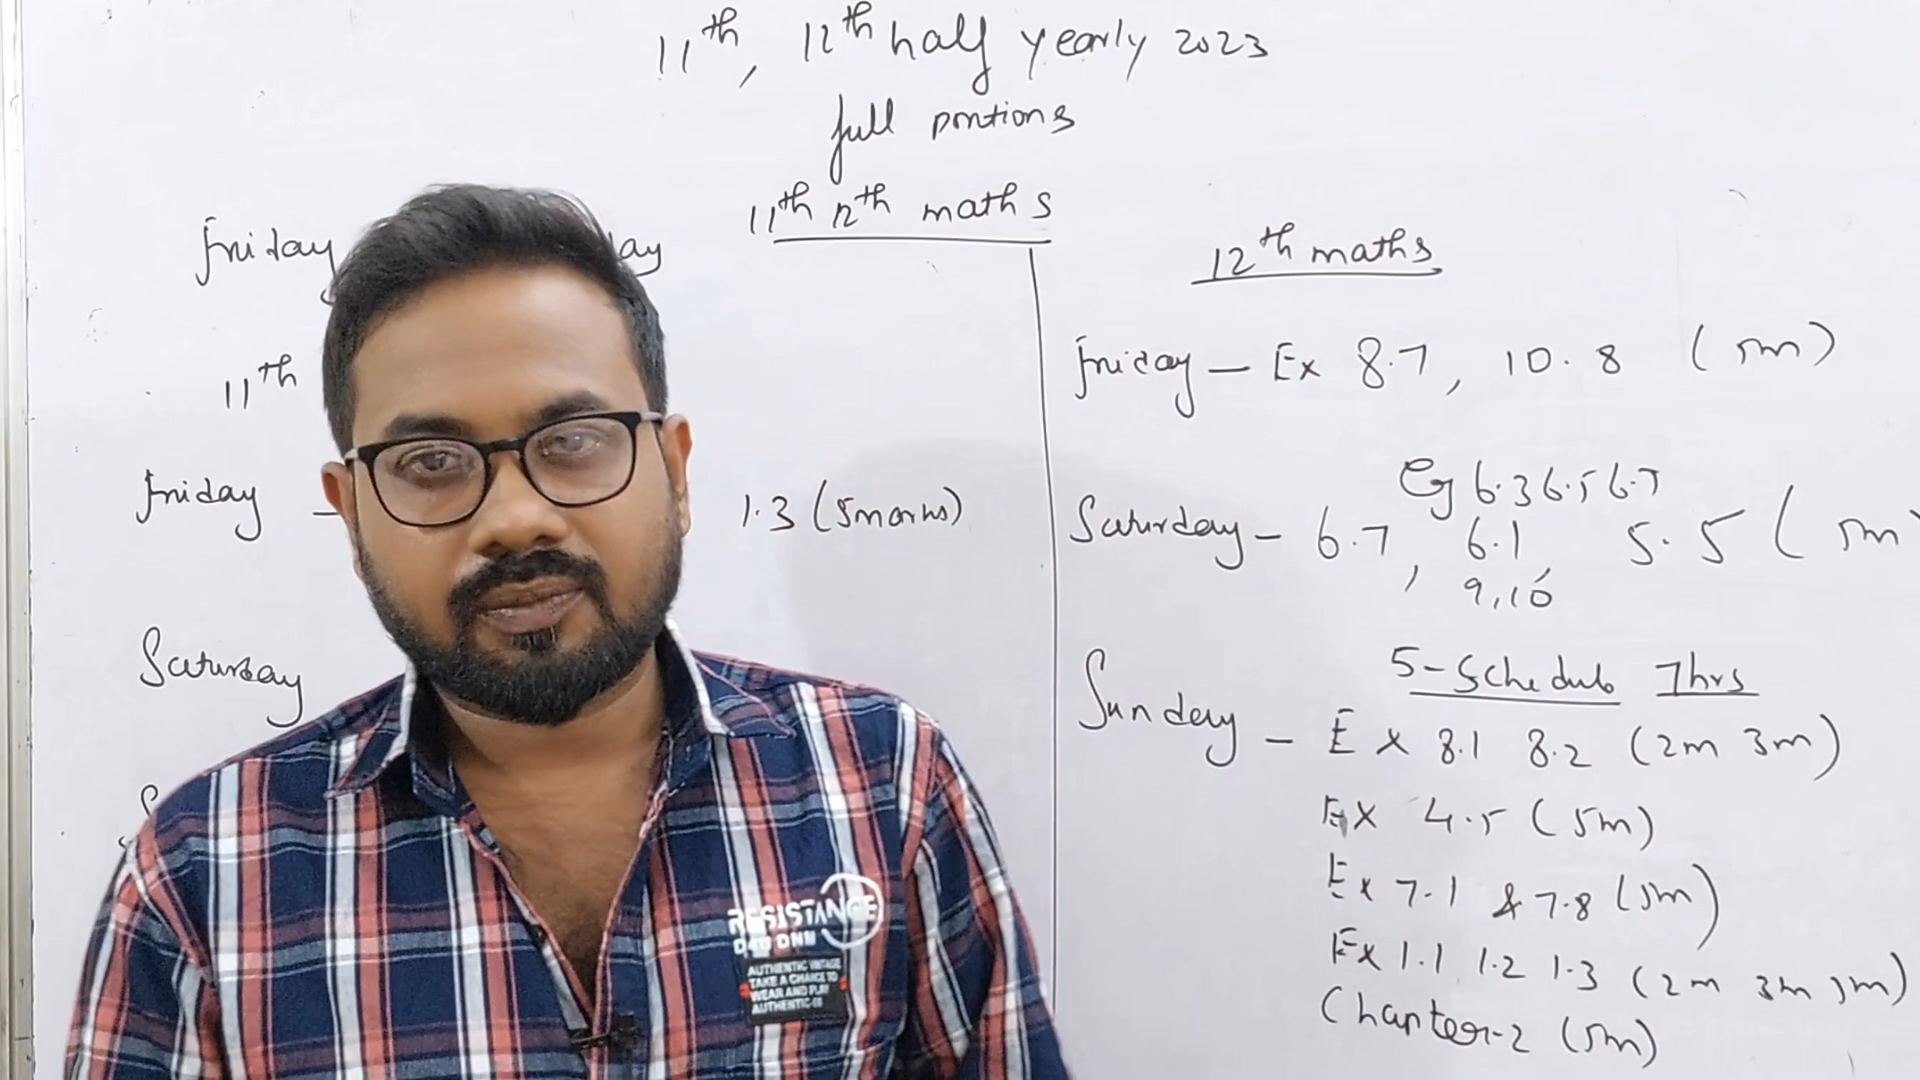 11th, 12th half yearly 2023
full portions
11th 12th maths
Friday ay
11th
Friday - 1.3 (5marks)
Saturday
12th maths
Friday - Ex 8.7, 10.8 (5m)
Eg 6.3 6.5 6.7
Saturday - 6.7, 6.1 5.5 (5m
9,10
5-Schedule 7hrs
Sunday - Ex 8.1 8.2 (2m 3m)
Ex 4.5 (5m)
Ex 7.1 & 7.8 (5m)
Ex 1.1 1.2 1.3 (2m 3m 5m)
Chapter-2 (5m)
RESISTANCE
AUTHENTIC VINTAGE
TAKE A CHANCE TO
WEAR AND PLAY